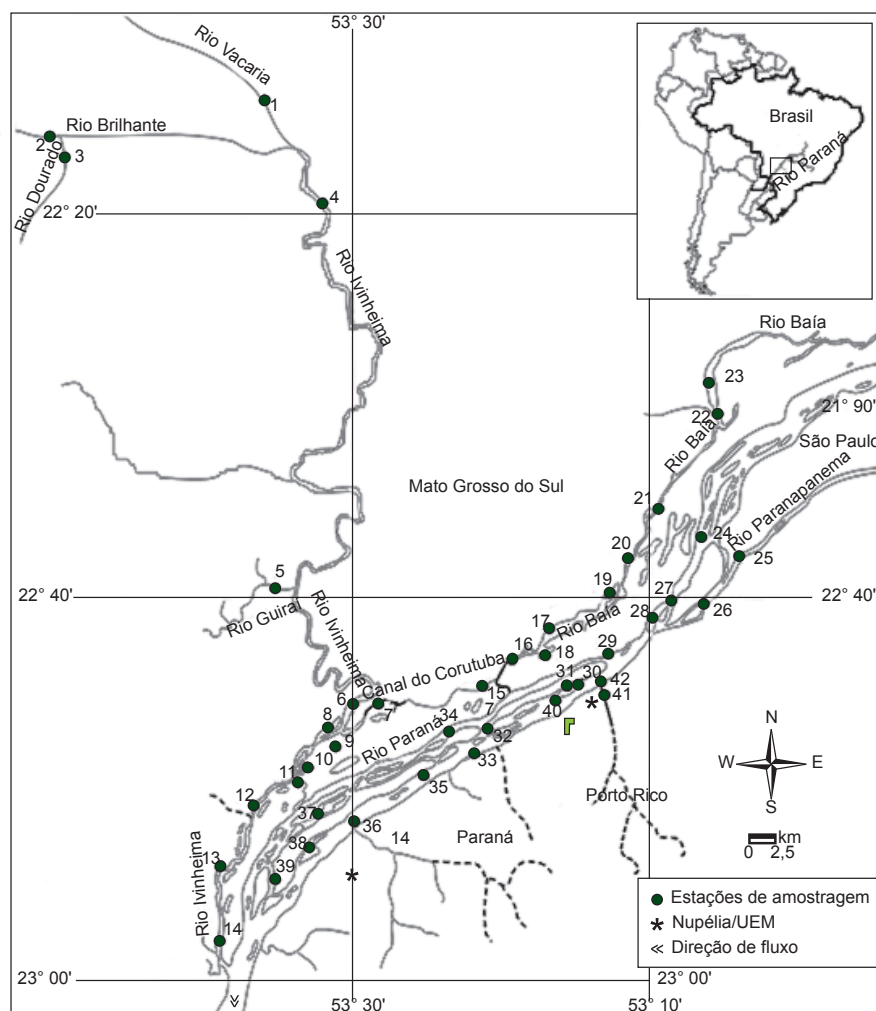 53° 30'
Rio Vacaria
1
Rio Brilhante
2
3
Rio Dourado
4
22° 20'
Rio Ivinheima
Brasil
Rio Paraná
Rio Baía
23
22
21° 90'
São Paulo
Rio Baía
Rio Paranapanema
Mato Grosso do Sul
21
24
25
20
5
19
27
26
22° 40'
22° 40'
Rio Guiraí
Rio Ivinheima
28
17
Rio Baía
16
18
29
Canal do Corutuba
31
30
42
41
15
6
7
40
8
34
7
32
9
Rio Paraná
33
10
11
35
12
37
36
38
14
Paraná
Porto Rico
13
39
Rio Ivinheima
14
N
W
E
S
km
0
2,5
Estações de amostragem
Nupélia/UEM
Direção de fluxo
23° 00'
23° 00'
53° 30'
53° 10'